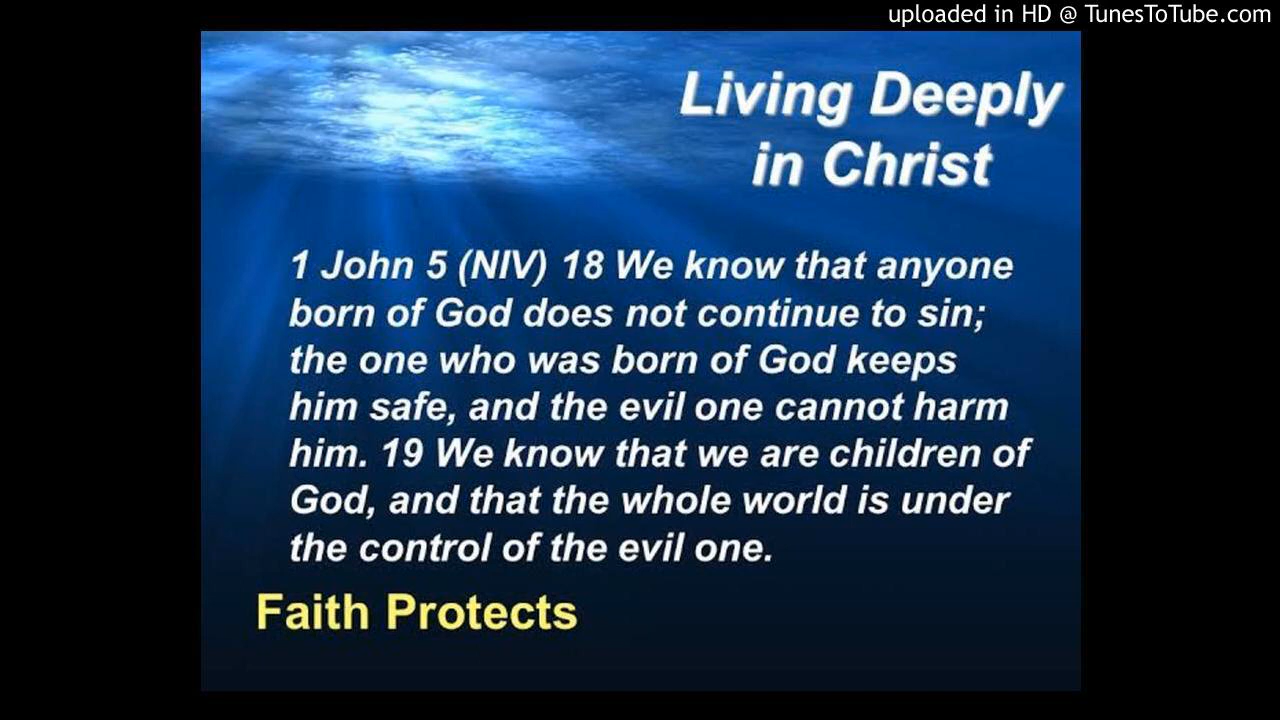 uploaded in HD @ TunesToTube.com
Living Deeply
in Christ
1 John 5 (NIV) 18 We know that anyone
born of God does not continue to sin;
the one who was born of God keeps
him safe, and the evil one cannot harm
him. 19 We know that we are children of
God, and that the whole world is under
the control of the evil one.
Faith Protects